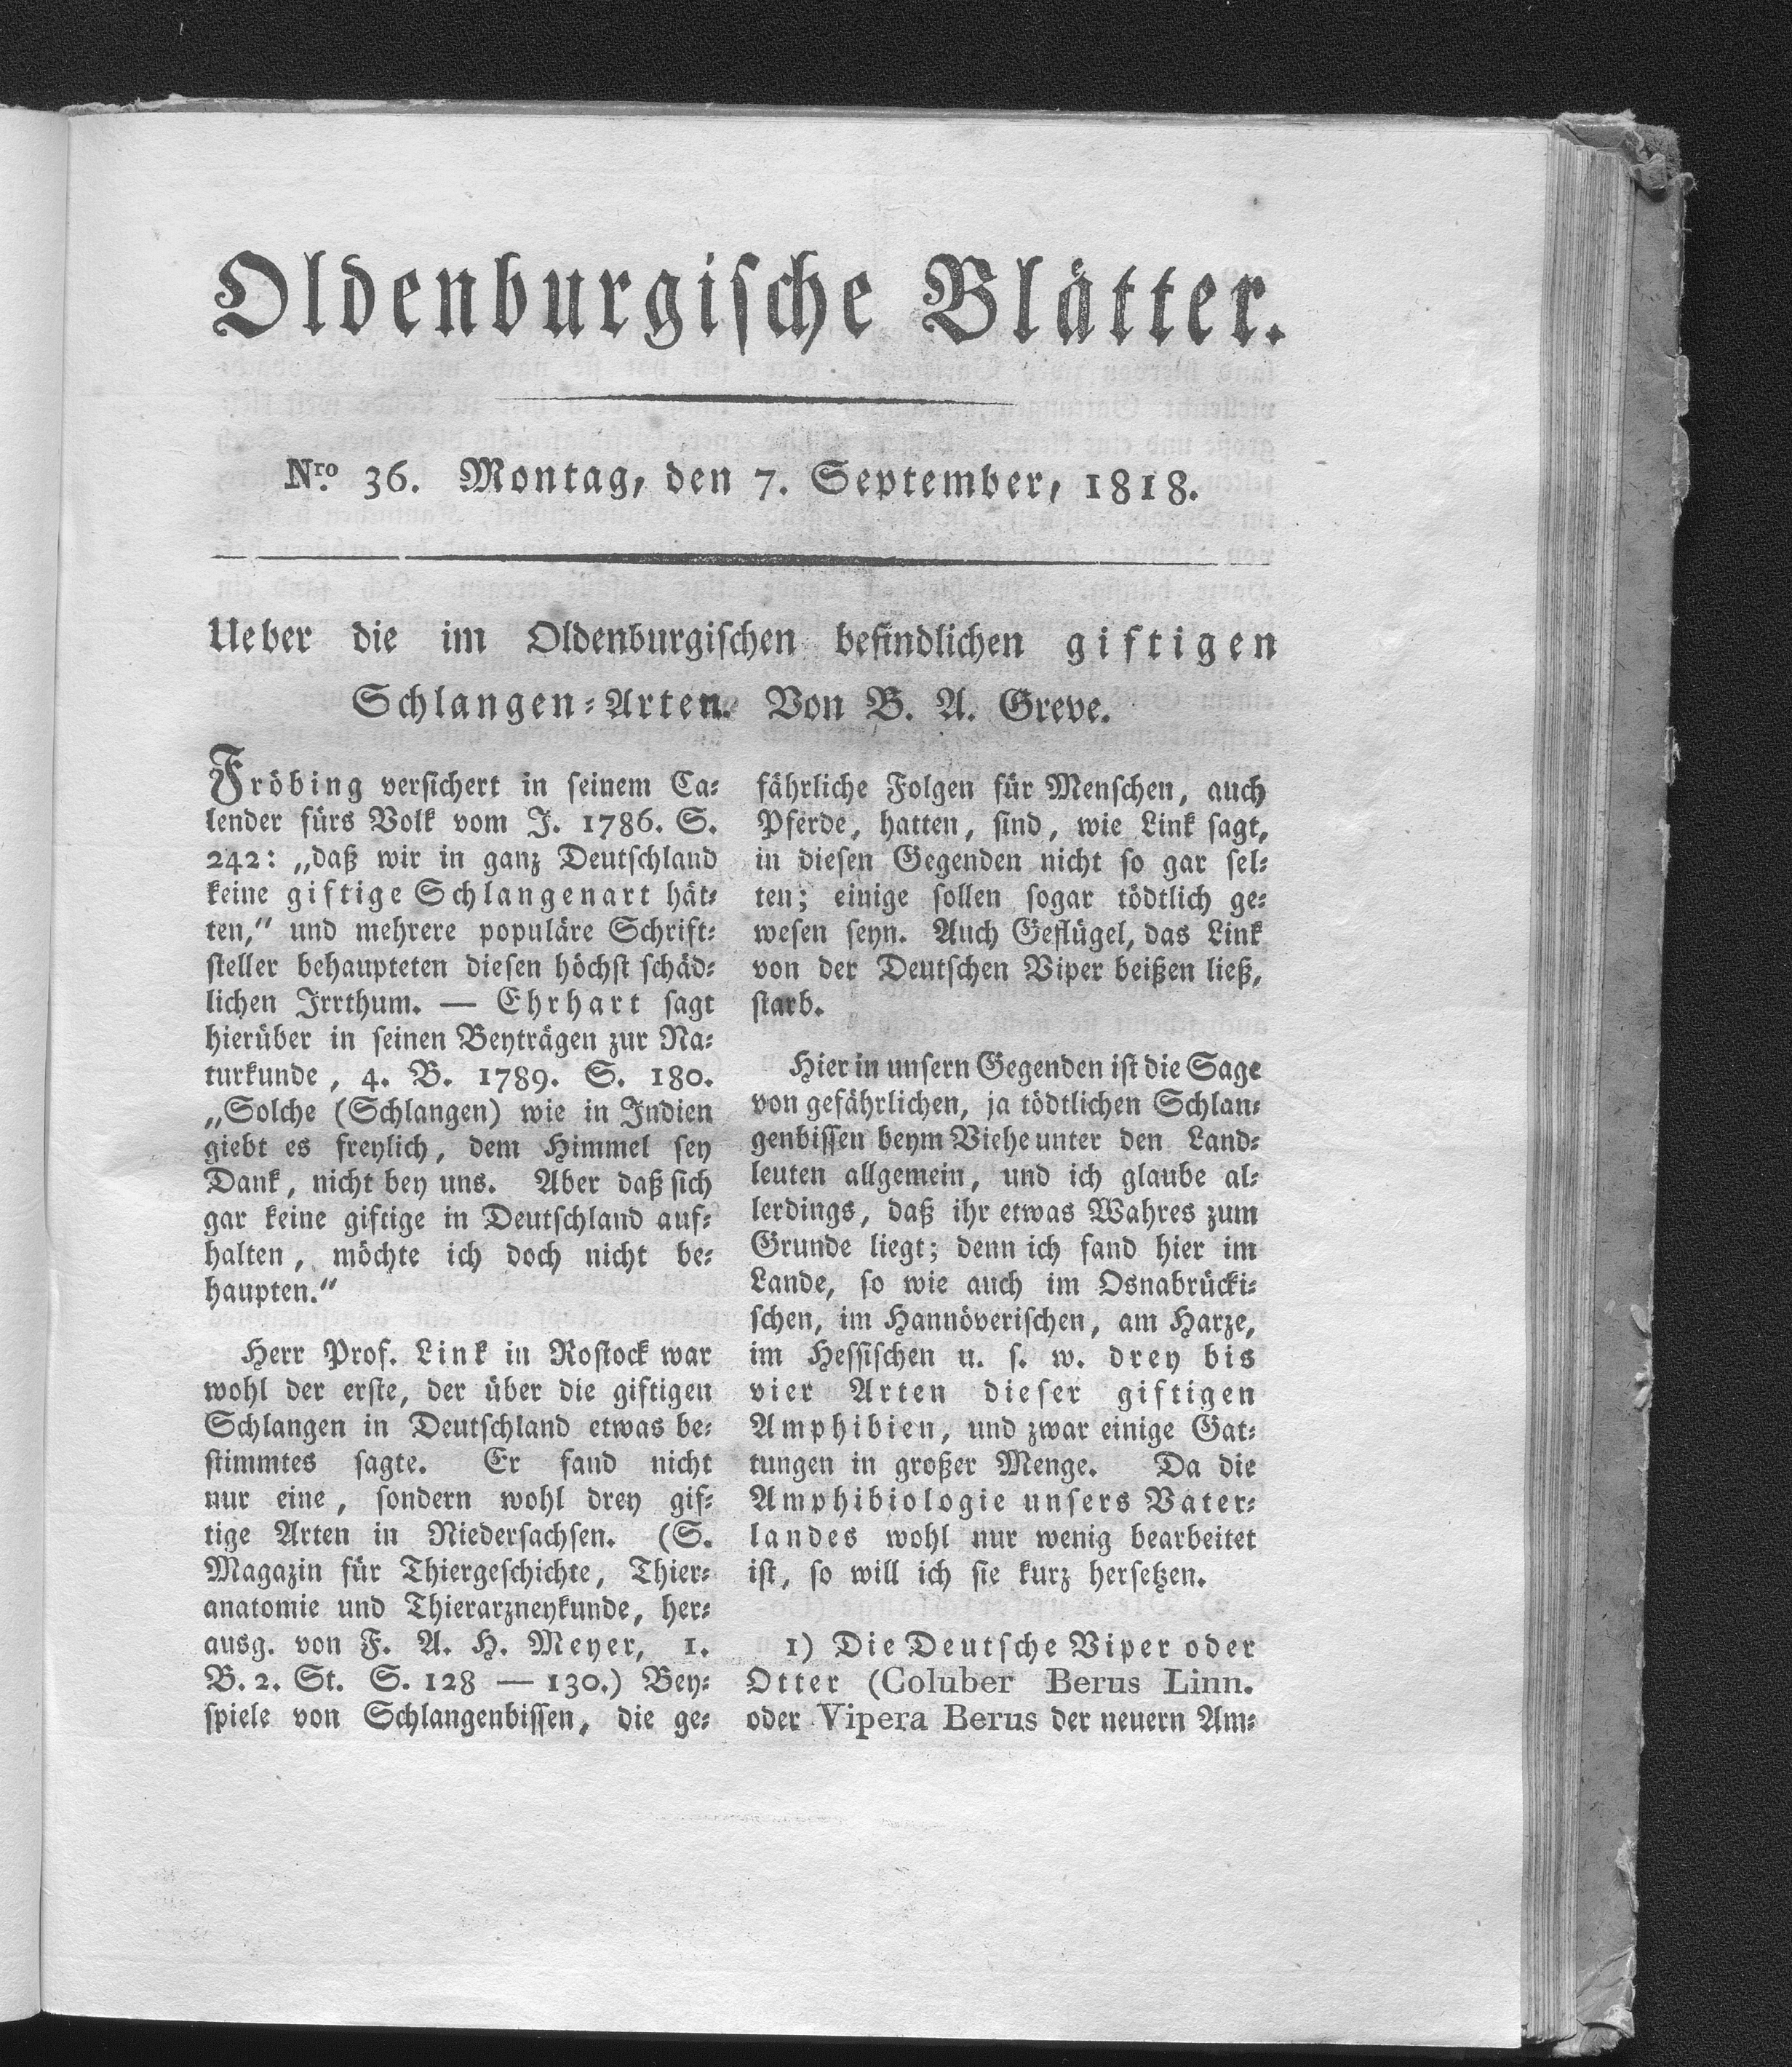 Oldenburgische Blätter.
Nro. 36. Montag, den 7. September, 1818.
Ueber die im Oldenburgischen befindlichen giftigen
Schlangen-Arten. Von B. A. Greve.
Fröbing versichert in seinem Ca-
lender fürs Volk vom J. 1786. S.
242: „daß wir in ganz Deutschland
keine giftige Schlangenart hät-
ten,“ und mehrere populäre Schrift-
steller behaupteten diesen höchst schäd-
lichen Irrthum. — Ehrhart sagt
hierüber in seinen Beyträgen zur Na-
turkunde, 4. B. 1789. S. 180.
„Solche (Schlangen) wie in Indien
giebt es freylich, dem Himmel sey
Dank, nicht bey uns. Aber daß sich
gar keine giftige in Deutschland auf-
halten, möchte ich doch nicht be-
haupten.“
Herr Prof. Link in Rostock war
wohl der erste, der über die giftigen
Schlangen in Deutschland etwas be-
stimmtes sagte. Er fand nicht
nur eine, sondern wohl drey gif-
tige Arten in Niedersachsen. (S.
Magazin für Thiergeschichte, Thier-
anatomie und Thierarzneykunde, her-
ausg. von F. A. H. Meyer, 1.
B. 2. St. S. 128 — 130.) Bey-
spiele von Schlangenbissen, die ge-
fährliche Folgen für Menschen, auch
Pferde, hatten, sind, wie Link sagt,
in diesen Gegenden nicht so gar sel-
ten; einige sollen sogar tödtlich ge-
wesen seyn. Auch Geflügel, das Link
von der Deutschen Viper beißen ließ,
starb.
Hier in unsern Gegenden ist die Sage
von gefährlichen, ja tödtlichen Schlan-
genbissen beym Viehe unter den Land-
leuten allgemein, und ich glaube al-
lerdings, daß ihr etwas Wahres zum
Grunde liegt; denn ich fand hier im
Lande, so wie auch im Osnabrücki-
schen, im Hannöverischen, am Harze,
im Hessischen u. s. w. drey bis
vier Arten dieser giftigen
Amphibien, und zwar einige Gat-
tungen in großer Menge. Da die
Amphibiologie unsers Vater-
landes wohl nur wenig bearbeitet
ist, so will ich sie kurz hersetzen.
1) Die Deutsche Viper oder
Otter (Coluber Berus Linn.
oder Vipera Berus der neuern Am-